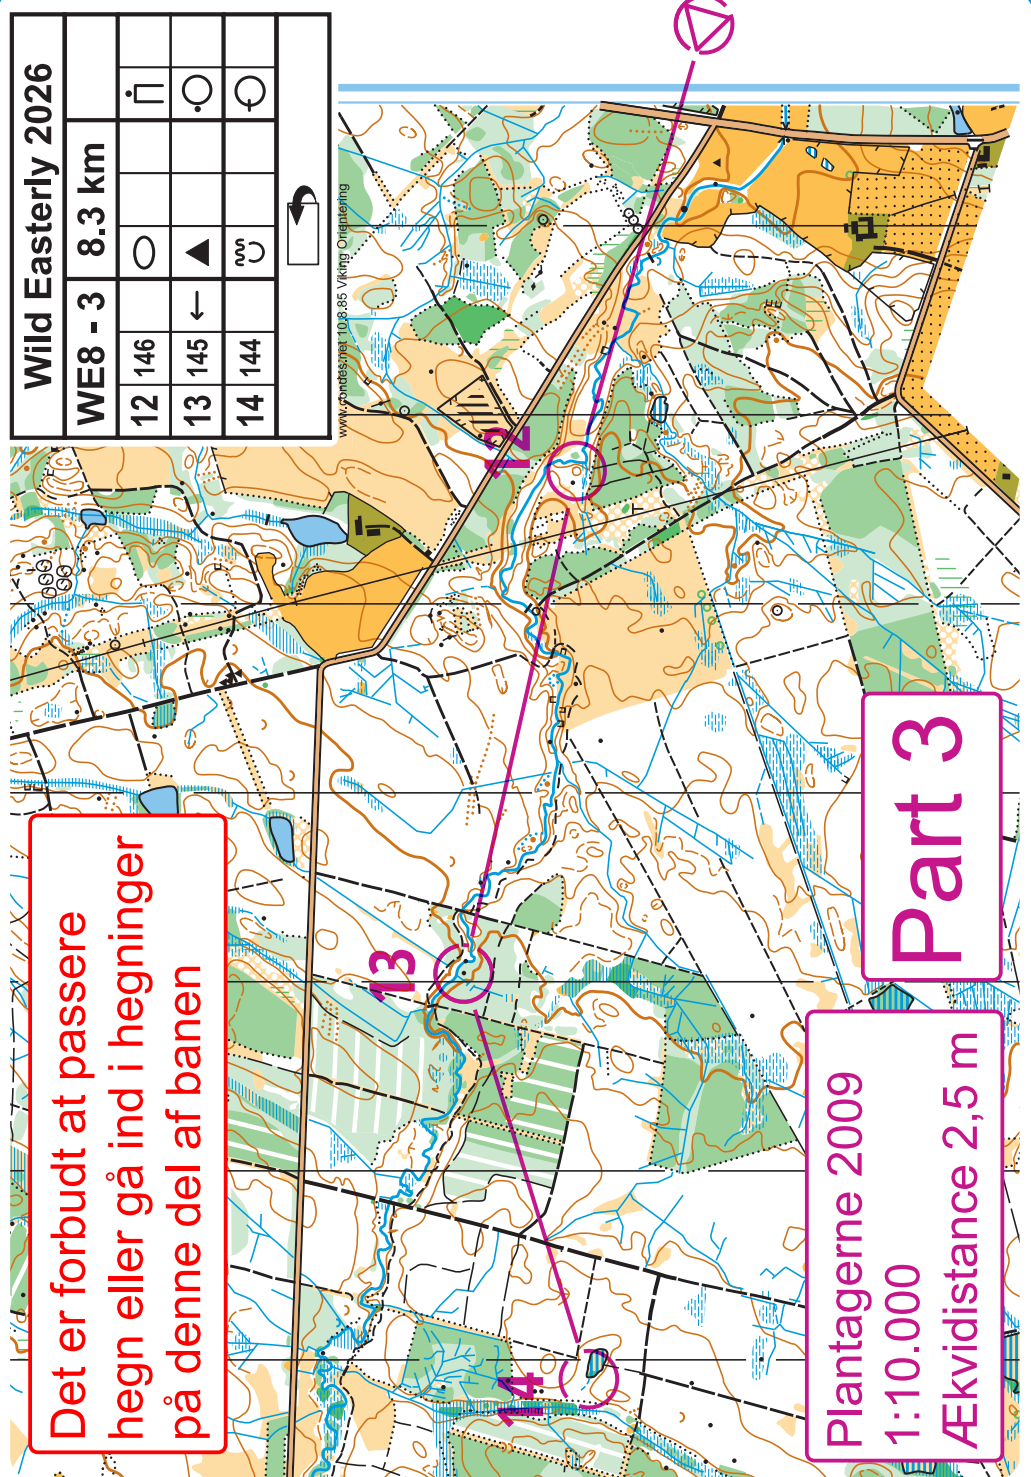 Wild Easterly 2026
WE8 - 3 8.3 km
12 146
13 145
14 144
www.condes.net 10.8.85 Viking Orientering
12
13
14
Det er forbudt at passere
hegn eller gå ind i hegninger
på denne del af banen
Part 3
Plantagerne 2009
1:10.000
Ækvidistance 2,5 m